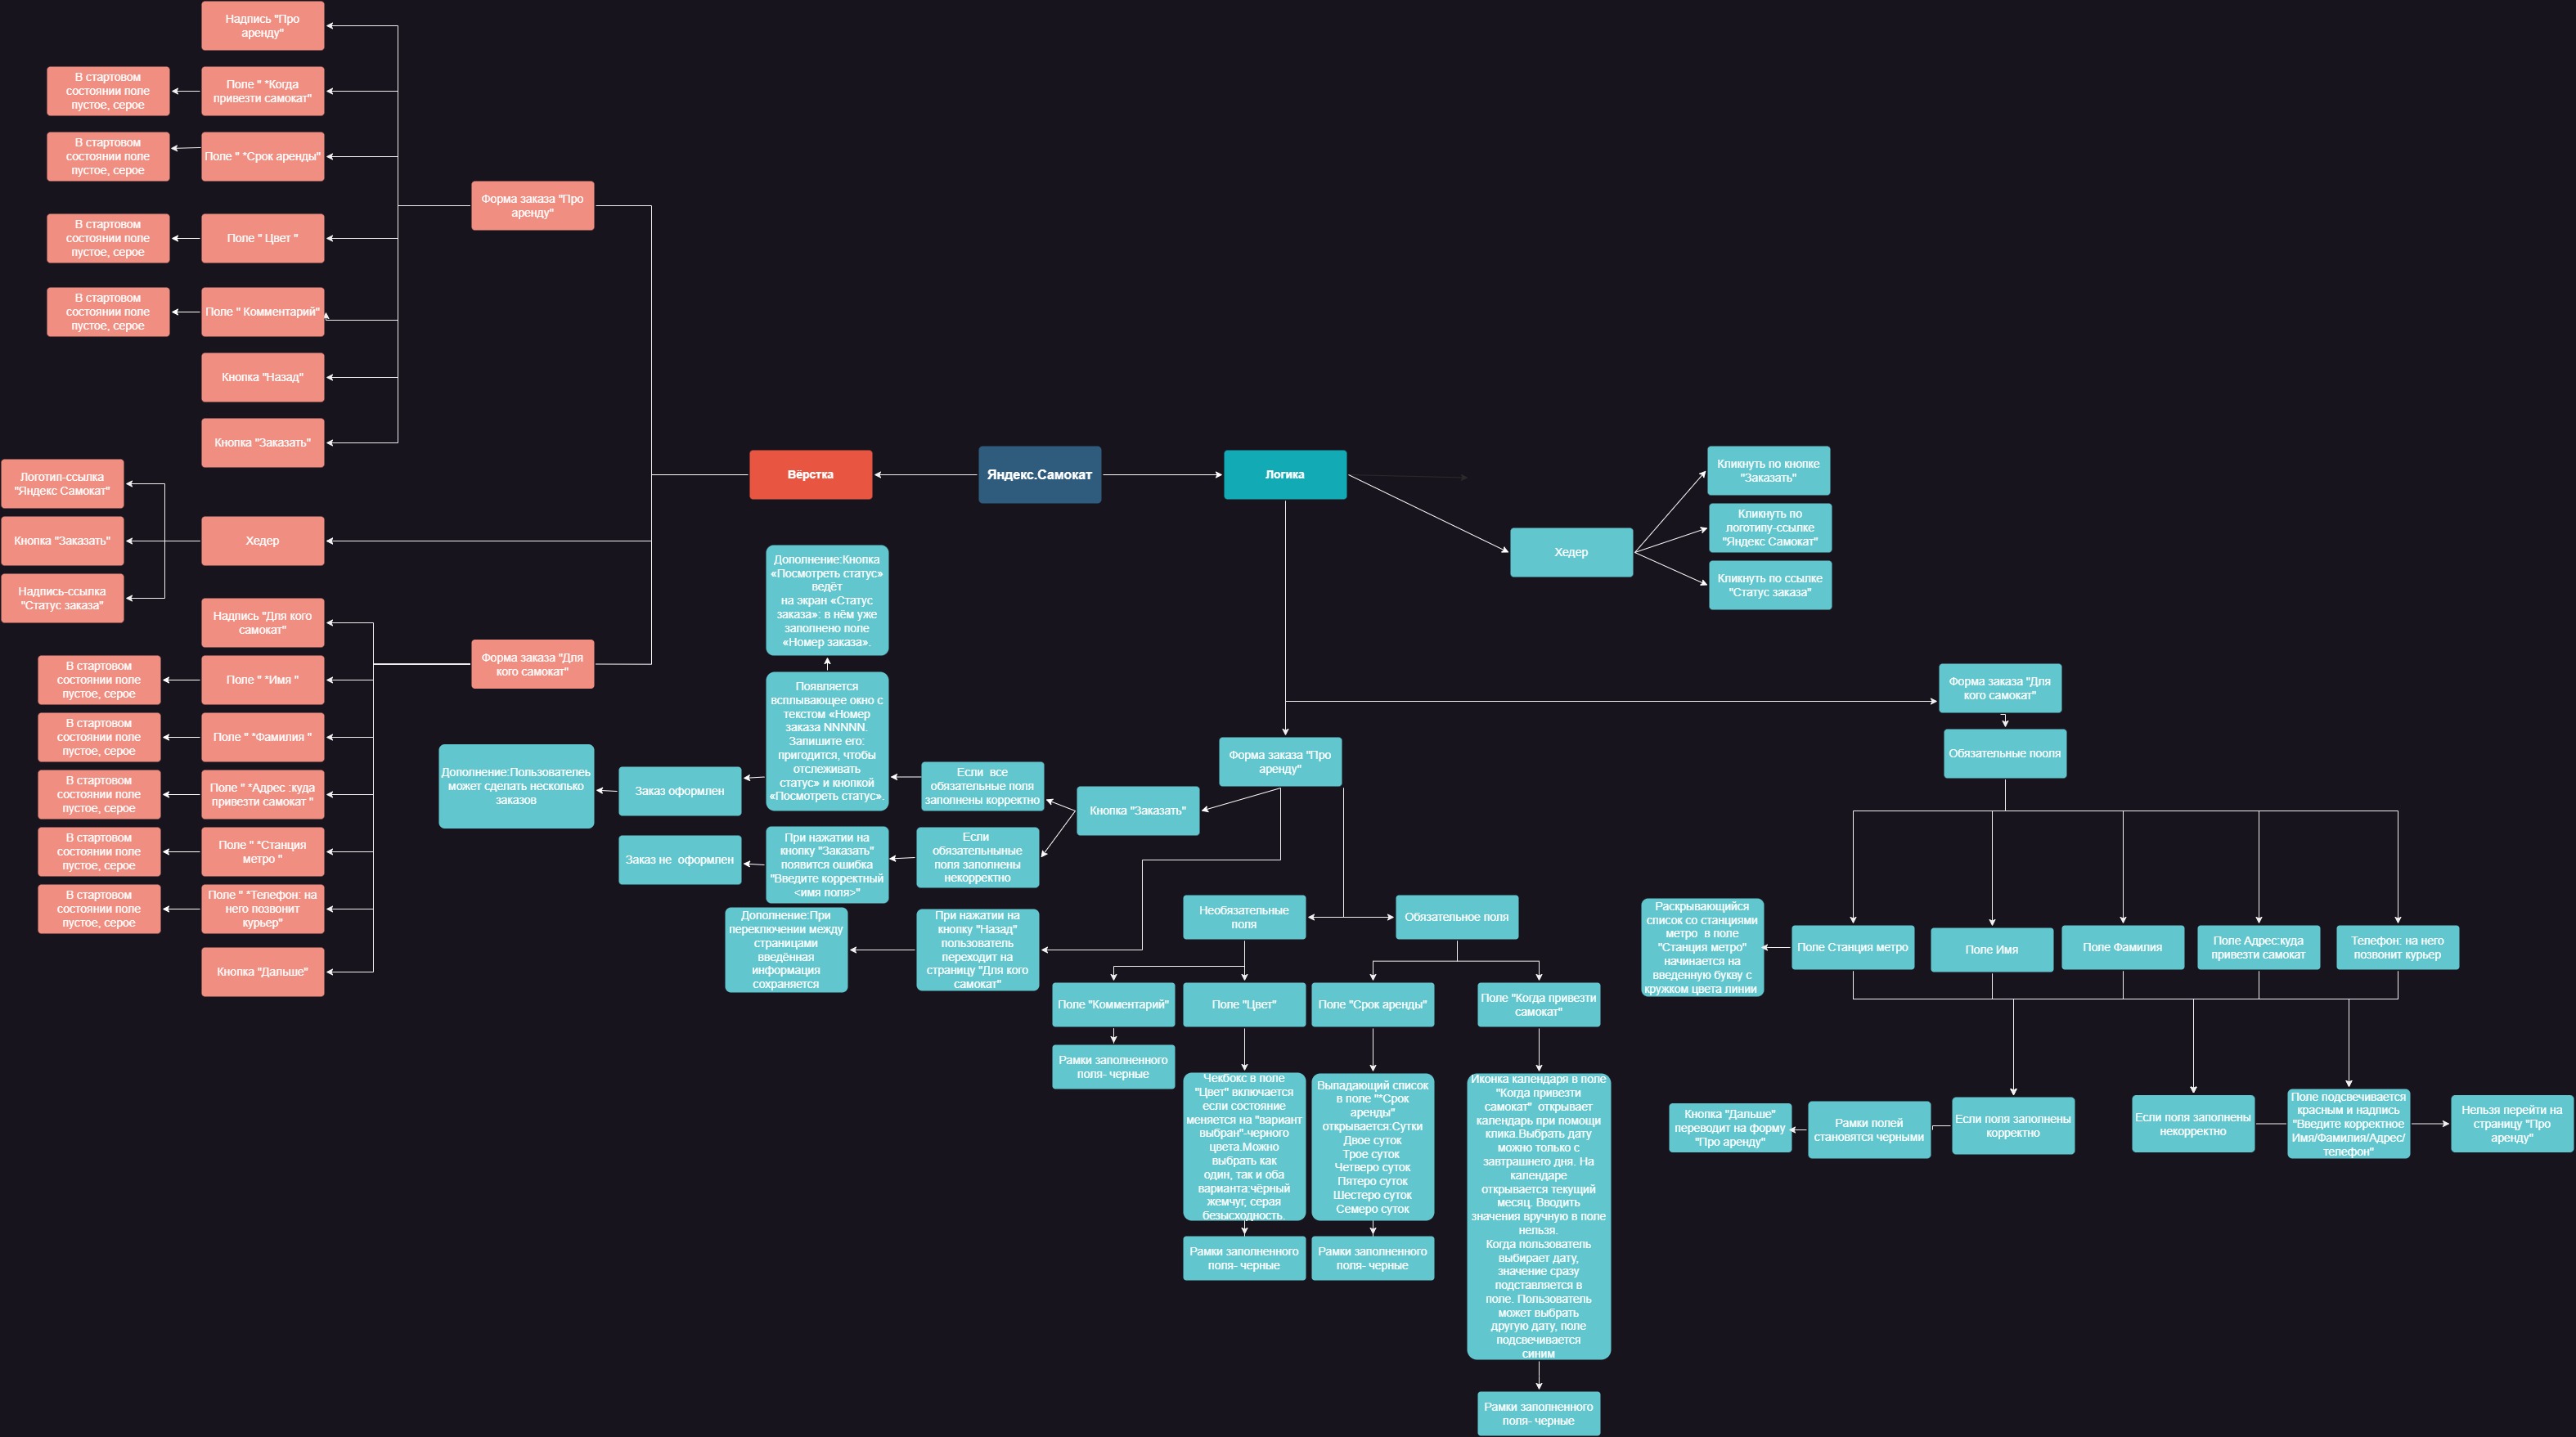 Надпись "Про
аренду"
В стартовом
состоянии поле
пустое, серое
Поле " *Когда
привезти самокат"
В стартовом
состоянии поле
пустое, серое
Поле " *Срок аренды"
Форма заказа "Про
аренду"
В стартовом
состоянии поле
пустое, серое
Поле " Цвет "
В стартовом
состоянии поле
пустое, серое
Поле " Комментарий"
Кнопка "Назад"
Кнопка "Заказать"
Вёрстка
Яндекс.Самокат
Логика
Логотип-ссылка
"Яндекс Самокат"
Кнопка "Заказать"
Надпись-ссылка
"Статус заказа"
Хедер
Надпись "Для кого
самокат"
Форма заказа "Для
кого самокат"
В стартовом
состоянии поле
пустое, серое
Поле " *Имя "
В стартовом
состоянии поле
пустое, серое
Поле " *Фамилия "
В стартовом
состоянии поле
пустое, серое
Поле " *Адрес :куда
привезти самокат "
В стартовом
состоянии поле
пустое, серое
Поле " *Станция
метро "
В стартовом
состоянии поле
пустое, серое
Поле " *Телефон: на
него позвонит
курьер"
Кнопка "Дальше"
Хедер
Кликнуть по кнопке
"Заказать"
Кликнуть по
логотипу-ссылке
"Яндекс Самокат"
Кликнуть по ссылке
"Статус заказа"
Дополнение:Кнопка
«Посмотреть статус»
ведёт
на экран «Статус
заказа»: в нём уже
заполнено поле
«Номер заказа».
Появляется
всплывающее окно с
текстом «Номер
заказа NNNNN.
Запишите его:
пригодится, чтобы
отслеживать
статус» и кнопкой
«Посмотреть статус».
Дополнение:Пользователеь
может сделать несколько
заказов
Заказ оформлен
Если  все
обязательные поля
заполнены корректно
Форма заказа "Про
аренду"
Кнопка "Заказать"
Заказ не  оформлен
При нажатии на
кнопку "Заказать"
появится ошибка
"Введите корректный
<имя поля>"
Если
обязательныные
поля заполнены
некорректно
Дополнение:При
переключении между
страницами
введённая
информация
сохраняется
При нажатии на
кнопку "Назад"
пользователь
переходит на
страницу "Для кого
самокат"
Необязательные
поля
Обязательное поля
Поле "Комментарий"
Поле "Цвет"
Поле "Срок аренды"
Поле "Когда привезти
самокат"
Рамки заполненного
поля- черные
Чекбокс в поле
"Цвет" включается
если состояние
меняется на "вариант
выбран"-черного
цвета.Можно
выбрать как
один, так и оба
варианта:чёрный
жемчуг, серая
безысходность.
Рамки заполненного
поля- черные
Выпадающий список
в поле "*Срок
аренды"
открывается:Сутки
Двое суток
Трое суток
Четверо суток
Пятеро суток
Шестеро суток
Семеро суток
Рамки заполненного
поля- черные
Иконка календаря в поле
"Когда привезти
самокат"  открывает
календарь при помощи
клика.Выбрать дату
можно только с
завтрашнего дня. На
календаре
открывается текущий
месяц. Вводить
значения вручную в поле
нельзя.
Когда пользователь
выбирает дату,
значение сразу
подставляется в
поле. Пользователь
может выбрать
другую дату, поле
подсвечивается
синим
Рамки заполненного
поля- черные
Форма заказа "Для
кого самокат"
Обязательные пооля
Раскрывающийся
список со станциями
метро  в поле
"Станция метро"
начинается на
введенную букву с
кружком цвета линии
Поле Станция метро
Поле Имя
Поле Фамилия
Поле Адрес:куда
привезти самокат
Телефон: на него
позвонит курьер
Кнопка "Дальше"
переводит на форму
"Про аренду"
Рамки полей
становятся черными
Если поля заполнены
корректно
Если поля заполнены
некорректно
Поле подсвечивается
красным и надпись
"Введите корректное
Имя/Фамилия/Адрес/
телефон"
Нельзя перейти на
страницу "Про
аренду"